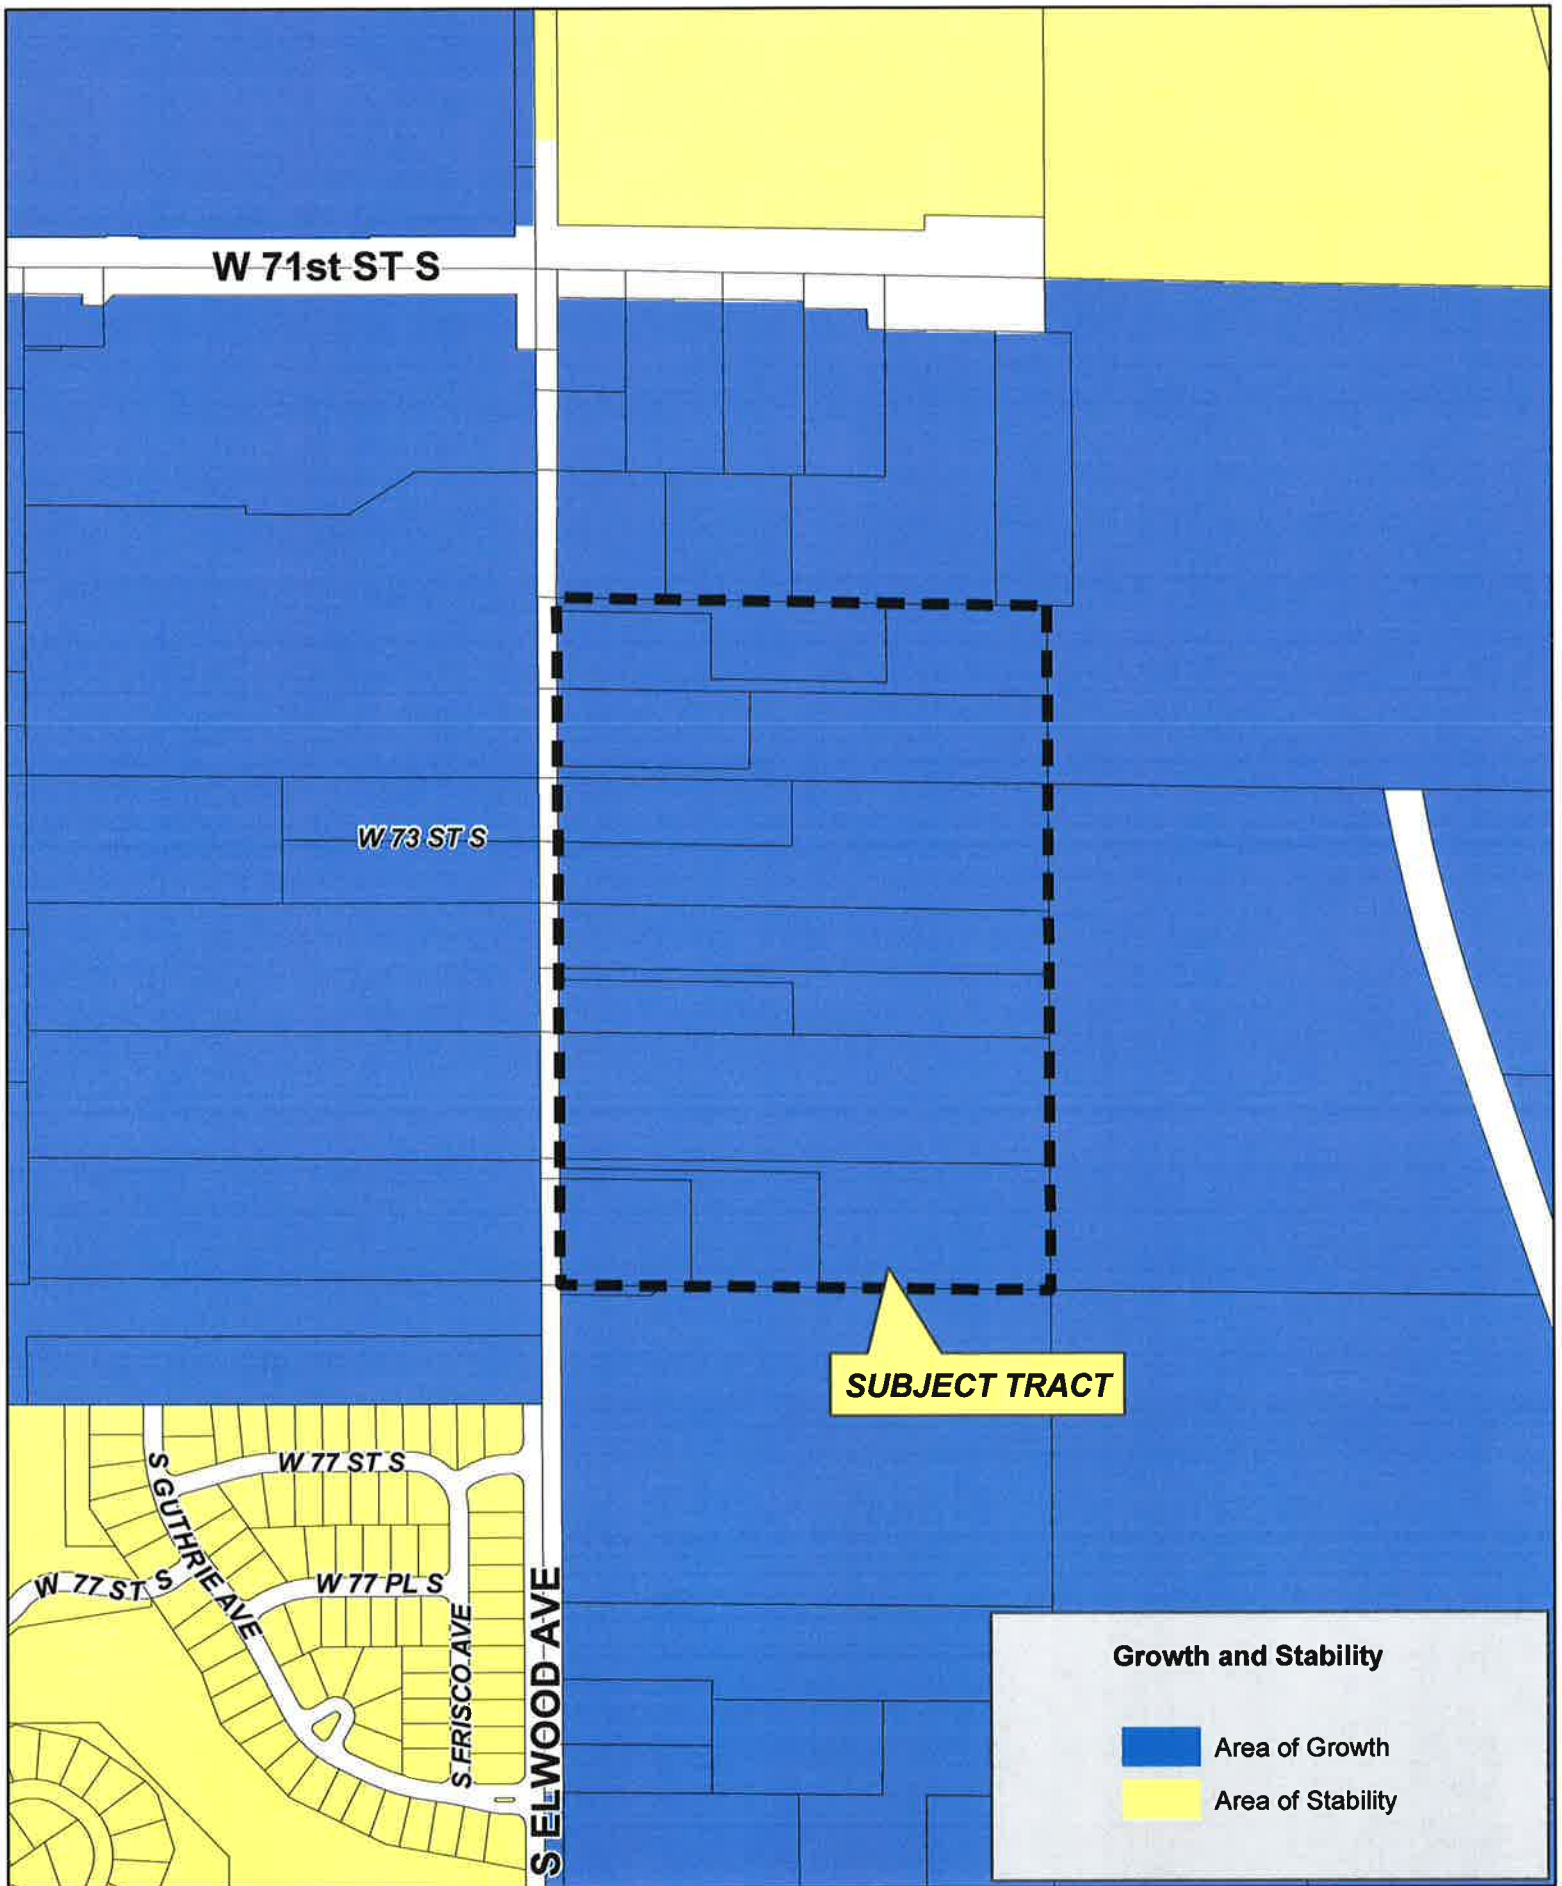 W 71st ST S
W 73 ST S
SUBJECT TRACT
W 77 ST S
S GUTHRIE AVE
W 77 ST S
W 77 PL S
S FRISCO AVE
S ELWOOD AVE
Growth and Stability
Area of Growth
Area of Stability